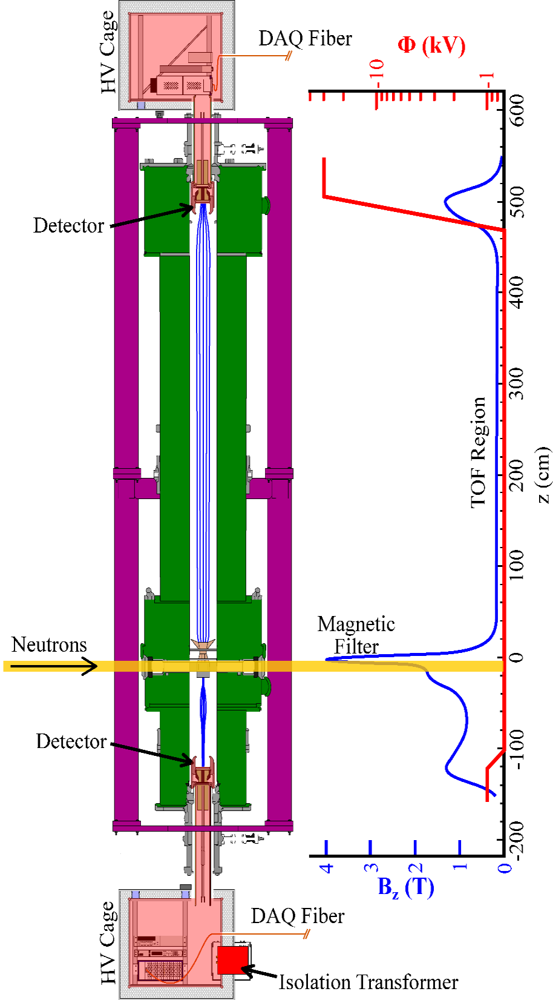 HV Cage
DAQ Fiber
Φ (kV)
-10
-1
600
500
Detector
400
300
TOF Region
200
z (cm)
100
Magnetic
Filter
Neutrons
0
Detector
-100
-200
4
3
2
1
0
B_z (T)
HV Cage
DAQ Fiber
Isolation Transformer